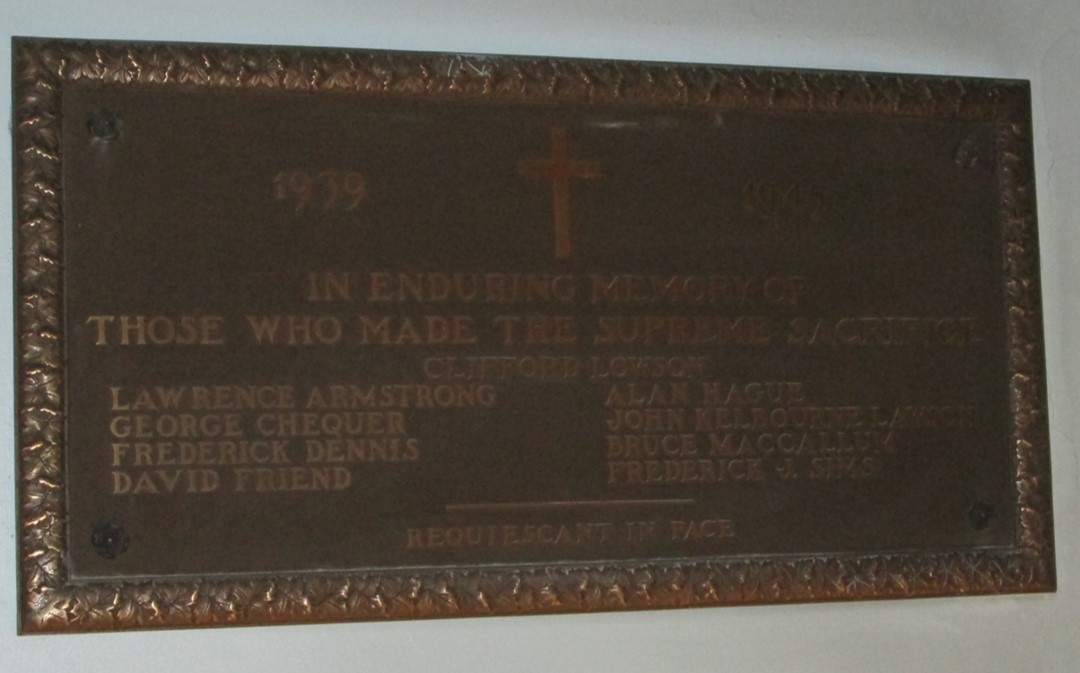 1939 1945
IN ENDURING MEMORY OF
THOSE WHO MADE THE SUPREME SACRIFICE
CLIFFORD LOWSON
LAWRENCE ARMSTRONG
GEORGE CHEQUER
FREDERICK DENNIS
DAVID FRIEND
ALAN HAGUE
JOHN KELBOURNE LAWSON
BRUCE MACCALLUM
FREDERICK J. SIMS
REQUIESCANT IN PACE